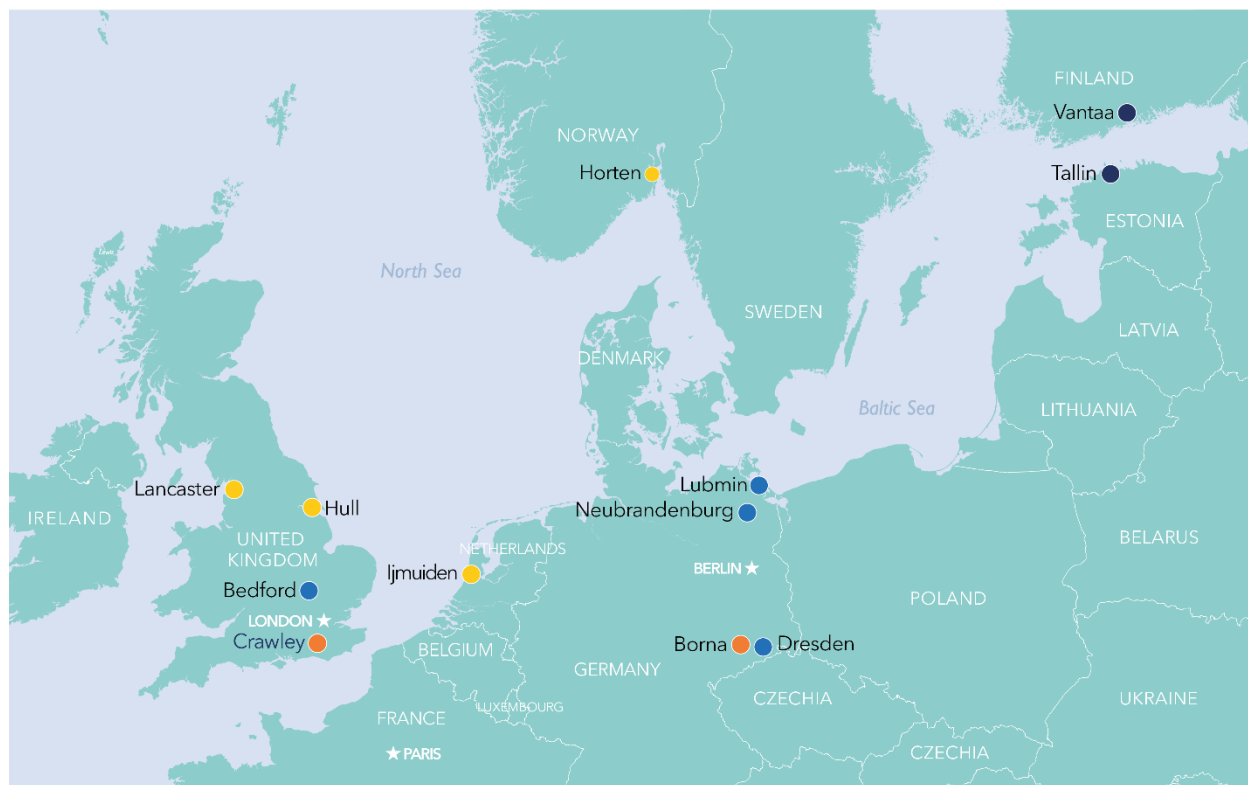 FINLAND
Vantaa
NORWAY
Horten
Tallin
ESTONIA
North Sea
SWEDEN
LATVIA
DENMARK
Baltic Sea
LITHUANIA
Lancaster
Hull
Lubmin
Neubrandenburg
IRELAND
UNITED
KINGDOM
NETHERLANDS
BELARUS
Ijmuiden
BERLIN
Bedford
POLAND
LONDON
Crawley
BELGIUM
Borna
Dresden
GERMANY
CZECHIA
UKRAINE
LUXEMBOURG
FRANCE
PARIS
CZECHIA